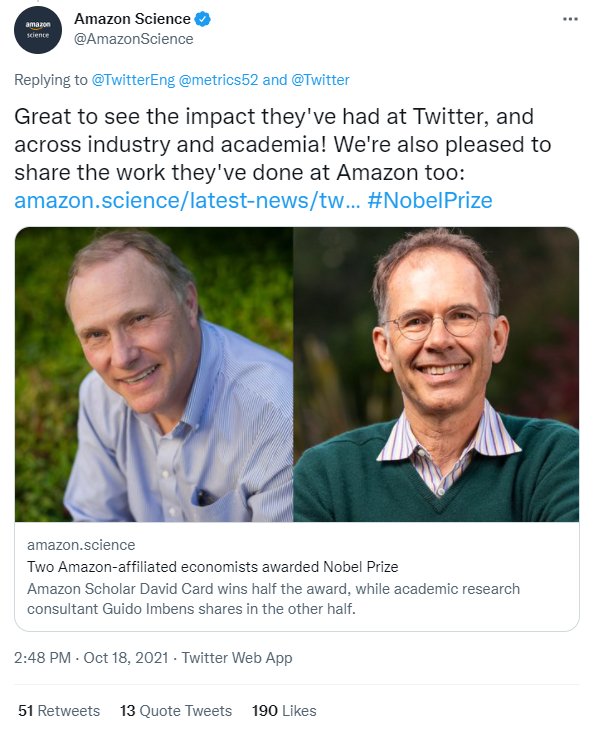 amazon
science
Amazon Science
@AmazonScience
Replying to @TwitterEng @metrics52 and @Twitter
Great to see the impact they've had at Twitter, and
across industry and academia! We're also pleased to
share the work they've done at Amazon too:
amazon.science/latest-news/tw... #NobelPrize
amazon.science
Two Amazon-affiliated economists awarded Nobel Prize
Amazon Scholar David Card wins half the award, while academic research
consultant Guido Imbens shares in the other half.
2:48 PM · Oct 18, 2021 · Twitter Web App
51 Retweets 13 Quote Tweets 190 Likes